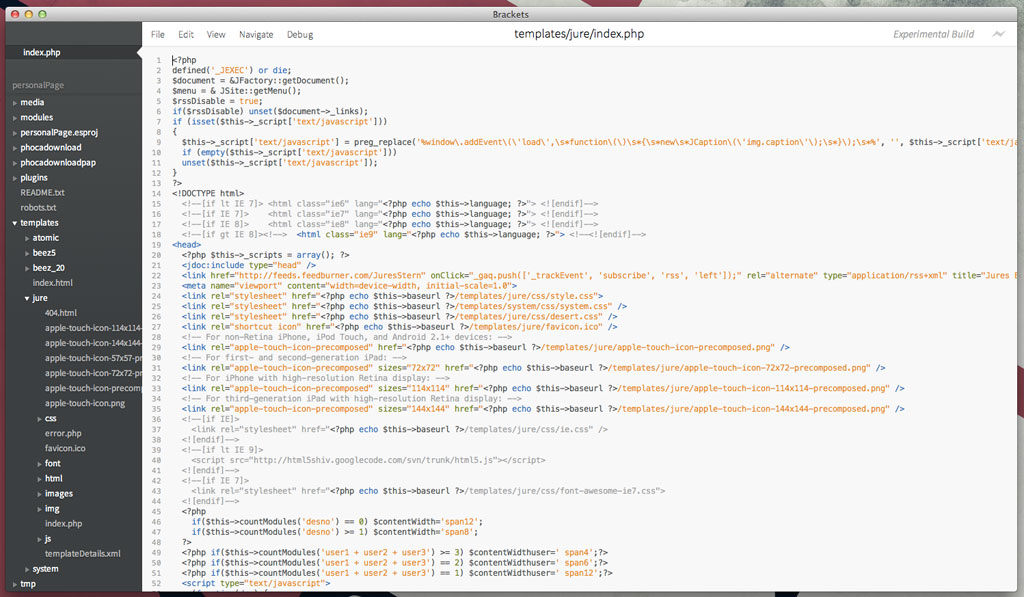 Brackets
File Edit View Navigate Debug
templates/jure/index.php
Experimental Build
index.php
personalPage
media
modules
personalPage.esproj
phocadownload
phocadownloadpap
plugins
README.txt
robots.txt
templates
atomic
beez5
beez_20
index.html
jure
404.html
apple-touch-icon-114x114-
apple-touch-icon-144x144-
apple-touch-icon-57x57-pr
apple-touch-icon-72x72-pr
apple-touch-icon-precom
apple-touch-icon.png
css
error.php
favicon.ico
font
html
images
img
index.php
js
templateDetails.xml
system
tmp
1 <?php
2 defined('_JEXEC') or die;
3 $document = &JFactory::getDocument();
4 $menu = & JSite::getMenu();
5 $rssDisable = true;
6 if($rssDisable) unset($document->_links);
7 if (isset($this->_script['text/javascript']))
8 {
9 $this->_script['text/javascript'] = preg_replace('%window\.addEvent\(\'load\',\s*function\(\)\s*{\s*new\s*JCaption\(\'img.caption\'\);\s*}\);\s*%', '', $this->_script['text/ja
10 if (empty($this->_script['text/javascript']))
11 unset($this->_script['text/javascript']);
12 }
13 ?>
14 <!DOCTYPE html>
15 <!--[if lt IE 7]> <html class="ie6" lang="<?php echo $this->language; ?>"> <![endif]-->
16 <!--[if IE 7]> <html class="ie7" lang="<?php echo $this->language; ?>"> <![endif]-->
17 <!--[if IE 8]> <html class="ie8" lang="<?php echo $this->language; ?>"> <![endif]-->
18 <!--[if gt IE 8]><!--> <html class="ie9" lang="<?php echo $this->language; ?>"> <!--<![endif]-->
19 <head>
20 <?php $this->_scripts = array(); ?>
21 <jdoc:include type="head" />
22 <link href="http://feeds.feedburner.com/JuresStern" onClick="_gaq.push(['_trackEvent', 'subscribe', 'rss', 'left']);" rel="alternate" type="application/rss+xml" title="Jures
23 <meta name="viewport" content="width=device-width, initial-scale=1.0">
24 <link rel="stylesheet" href="<?php echo $this->baseurl ?>/templates/jure/css/style.css">
25 <link rel="stylesheet" href="<?php echo $this->baseurl ?>/templates/system/css/system.css" />
26 <link rel="stylesheet" href="<?php echo $this->baseurl ?>/templates/jure/css/desert.css" />
27 <link rel="shortcut icon" href="<?php echo $this->baseurl ?>/templates/jure/favicon.ico" />
28 <!-- For non-Retina iPhone, iPod Touch, and Android 2.1+ devices: -->
29 <link rel="apple-touch-icon-precomposed" href="<?php echo $this->baseurl ?>/templates/jure/apple-touch-icon-precomposed.png" />
30 <!-- For first- and second-generation iPad: -->
31 <link rel="apple-touch-icon-precomposed" sizes="72x72" href="<?php echo $this->baseurl ?>/templates/jure/apple-touch-icon-72x72-precomposed.png" />
32 <!-- For iPhone with high-resolution Retina display: -->
33 <link rel="apple-touch-icon-precomposed" sizes="114x114" href="<?php echo $this->baseurl ?>/templates/jure/apple-touch-icon-114x114-precomposed.png" />
34 <!-- For third-generation iPad with high-resolution Retina display: -->
35 <link rel="apple-touch-icon-precomposed" sizes="144x144" href="<?php echo $this->baseurl ?>/templates/jure/apple-touch-icon-144x144-precomposed.png" />
36 <!--[if IE]>
37 <link rel="stylesheet" href="<?php echo $this->baseurl ?>/templates/jure/css/ie.css" />
38 <![endif]-->
39 <!--[if lt IE 9]>
40 <script src="http://html5shiv.googlecode.com/svn/trunk/html5.js"></script>
41 <![endif]-->
42 <!--[if IE 7]>
43 <link rel="stylesheet" href="<?php echo $this->baseurl ?>/templates/jure/css/font-awesome-ie7.css">
44 <![endif]-->
45 <?php
46 if($this->countModules('desno') == 0) $contentWidth='span12';
47 if($this->countModules('desno') >= 1) $contentWidth='span8';
48 ?>
49 <?php if($this->countModules('user1 + user2 + user3') >= 3) $contentWidthuser=' span4';?>
50 <?php if($this->countModules('user1 + user2 + user3') == 2) $contentWidthuser=' span6';?>
51 <?php if($this->countModules('user1 + user2 + user3') == 1) $contentWidthuser=' span12';?>
52 <script type="text/javascript">